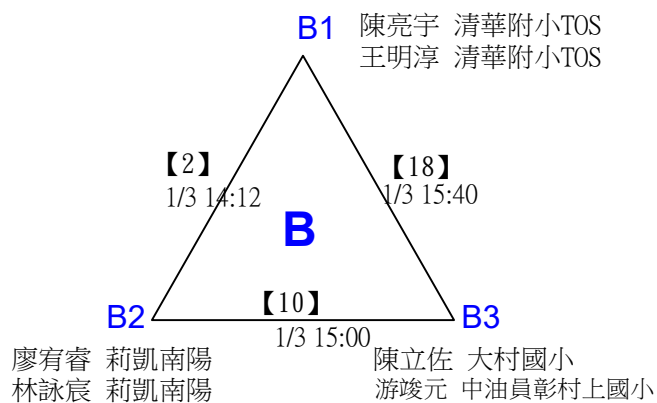 B1
陳亮宇 清華附小TOS
王明淳 清華附小TOS
【2】
1/3 14:12
【18】
1/3 15:40
B
【10】
1/3 15:00
B2
B3
廖宥睿 莉凱南陽
林詠宸 莉凱南陽
陳立佐 大村國小
游竣元 中油員彰村上國小